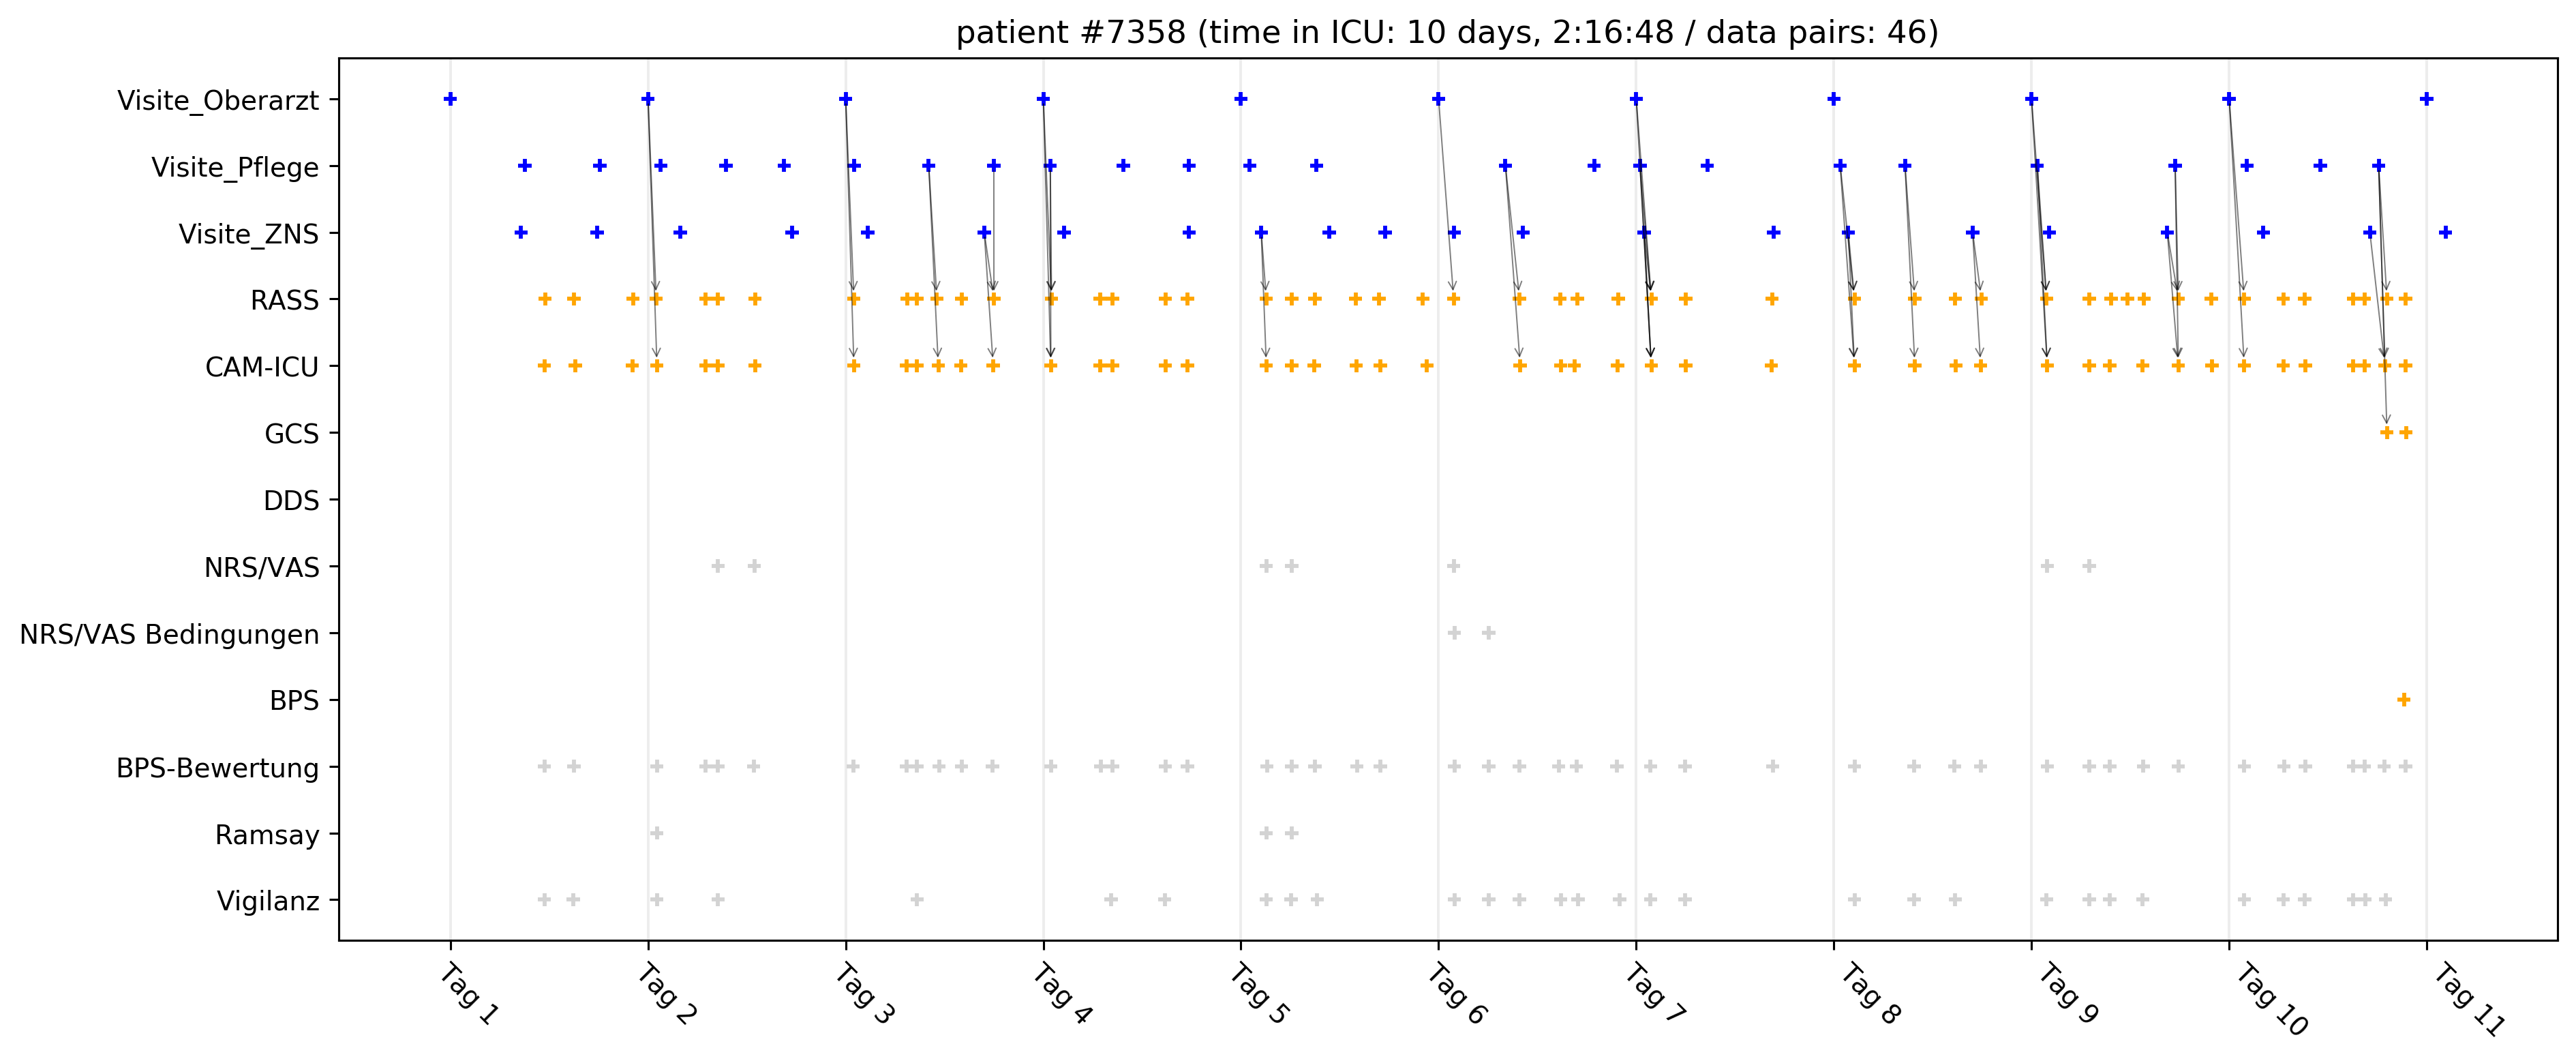 patient #7358 (time in ICU: 10 days, 2:16:48 / data pairs: 46)
Visite_Oberarzt
Visite_Pflege
Visite_ZNS
RASS
CAM-ICU
GCS
DDS
NRS/VAS
NRS/VAS Bedingungen
BPS
BPS-Bewertung
Ramsay
Vigilanz
Tag 1
Tag 2
Tag 3
Tag 4
Tag 5
Tag 6
Tag 7
Tag 8
Tag 9
Tag 10
Tag 11